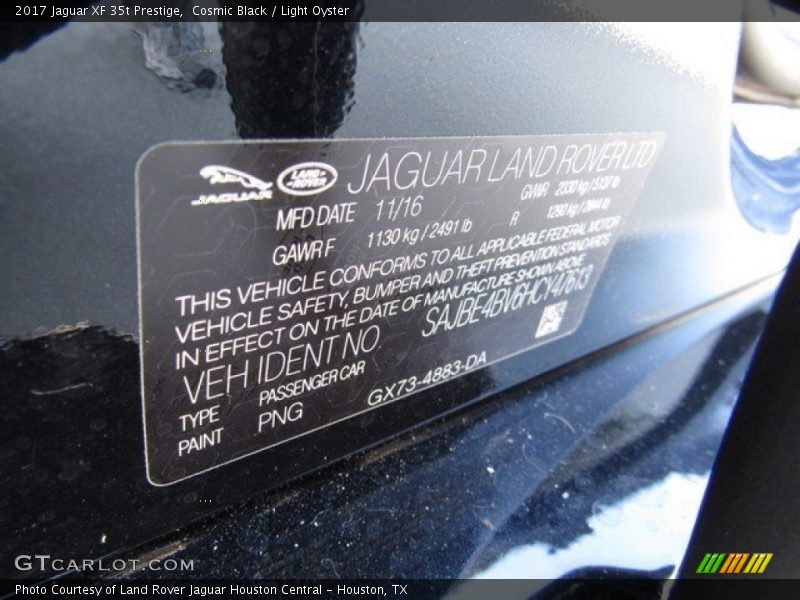 2017 Jaguar XF 35t Prestige, Cosmic Black / Light Oyster
JAGUAR LAND-ROVER JAGUAR LAND ROVER LTD
MFD DATE 11/16 GVWR 2330 kg / 5137 lb
GAWR F 1130 kg / 2491 lb R 1290 kg / 2844 lb
THIS VEHICLE CONFORMS TO ALL APPLICABLE FEDERAL MOTOR
VEHICLE SAFETY, BUMPER AND THEFT PREVENTION STANDARDS
IN EFFECT ON THE DATE OF MANUFACTURE SHOWN ABOVE
VEH IDENT NO. SAJBE4BV6HCY47613
TYPE PASSENGER CAR
PAINT PNG GX73-4883-DA
GTCARLOT.COM
Photo Courtesy of Land Rover Jaguar Houston Central - Houston, TX